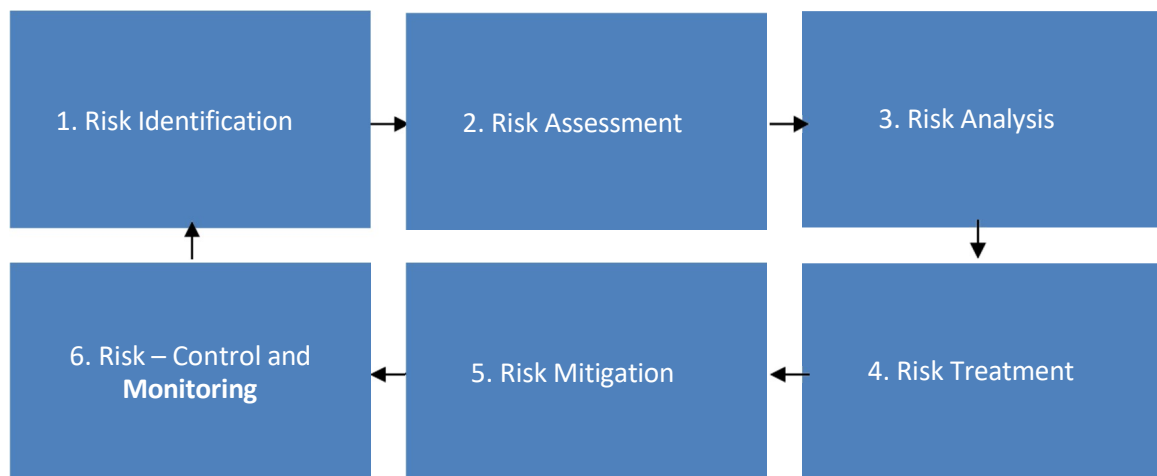 1. Risk Identification
2. Risk Assessment
3. Risk Analysis
6. Risk – Control and
Monitoring
5. Risk Mitigation
4. Risk Treatment